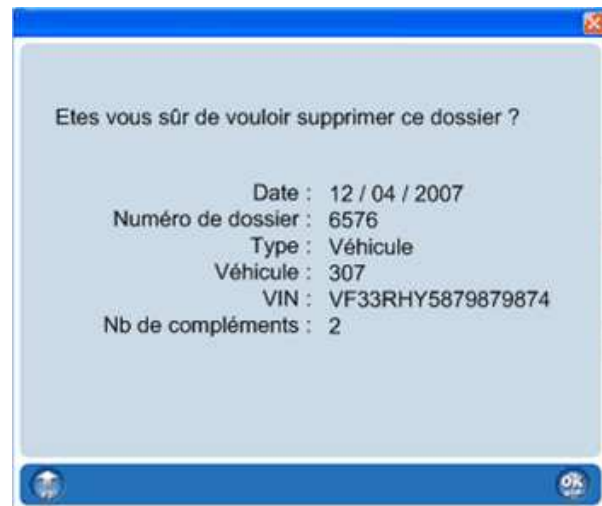 Etes vous sûr de vouloir supprimer ce dossier ?
Date : 12 / 04 / 2007
Numéro de dossier : 6576
Type : Véhicule
Véhicule : 307
VIN : VF33RHY5879879874
Nb de compléments : 2
OK